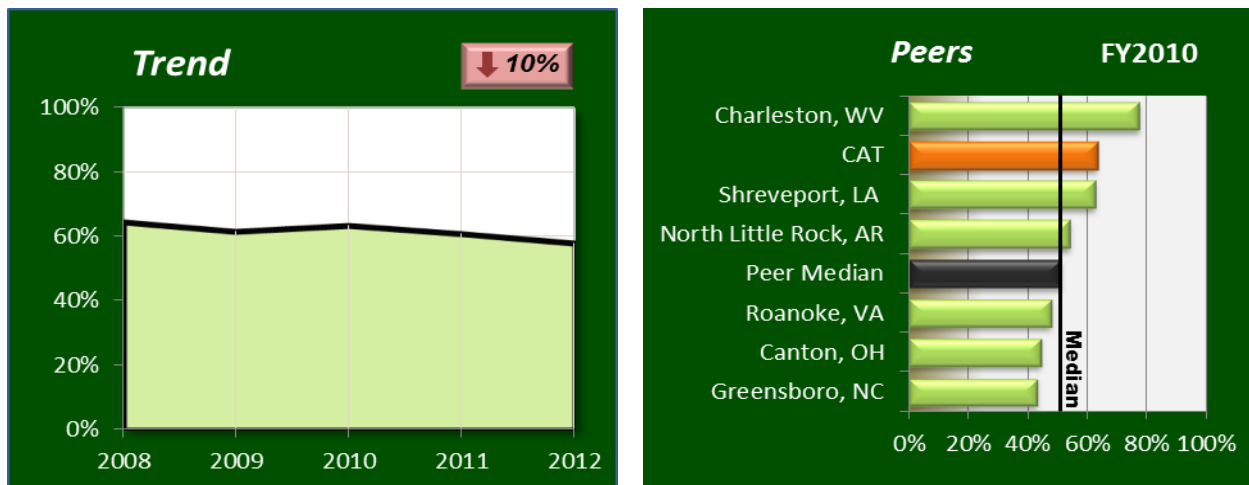 Trend
10%
100%
80%
60%
40%
20%
0%
2008 2009 2010 2011 2012
Peers FY2010
Charleston, WV
CAT
Shreveport, LA
North Little Rock, AR
Peer Median
Roanoke, VA
Canton, OH
Greensboro, NC
Median
0% 20% 40% 60% 80% 100%